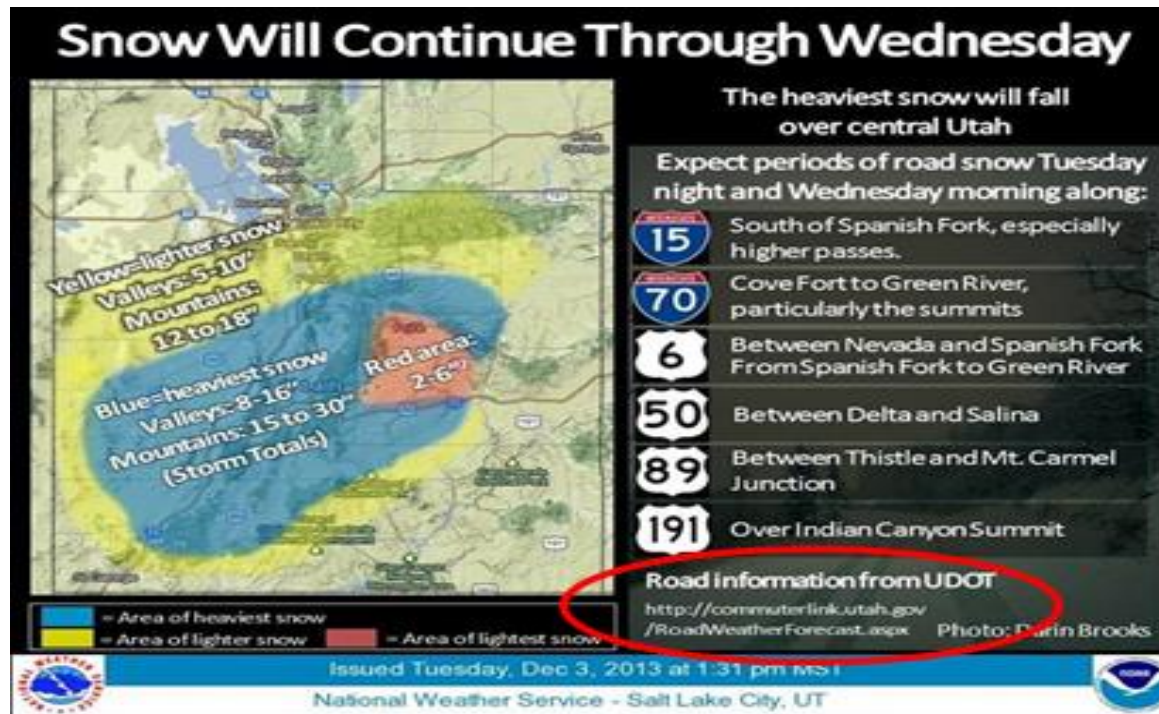 Snow Will Continue Through Wednesday
Yellow=lighter snow
Valleys: 5-10"
Mountains:
12 to 18"
Blue=heaviest snow
Valleys: 8-16"
Mountains: 15 to 30"
(Storm Totals)
Red area:
2-6"
= Area of heaviest snow
= Area of lighter snow
= Area of lightest snow
The heaviest snow will fall
over central Utah
Expect periods of road snow Tuesday
night and Wednesday morning along:
INTERSTATE
15
South of Spanish Fork, especially
higher passes.
INTERSTATE
70
Cove Fort to Green River,
particularly the summits
6
Between Nevada and Spanish Fork
From Spanish Fork to Green River
50
Between Delta and Salina
89
Between Thistle and Mt. Carmel
Junction
191
Over Indian Canyon Summit
Road information from UDOT
http://commuterlink.utah.gov
/RoadWeatherForecast.aspx
Photo: Darin Brooks
Issued Tuesday, Dec 3, 2013 at 1:31 pm MST
National Weather Service - Salt Lake City, UT